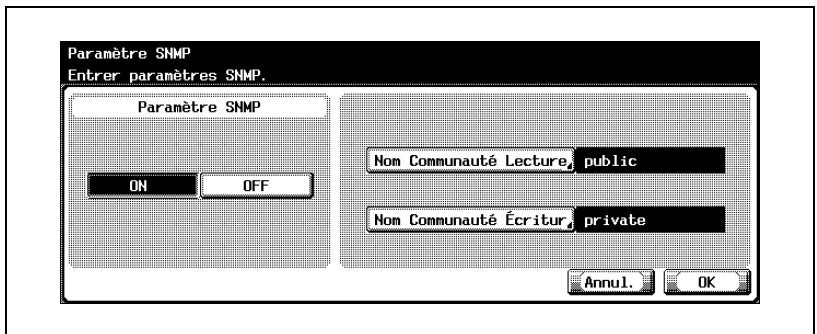 Paramètre SNMP
Entrer paramètres SNMP.
Paramètre SNMP
ON OFF
Nom Communauté Lecture public
Nom Communauté Écritur private
Annul. OK